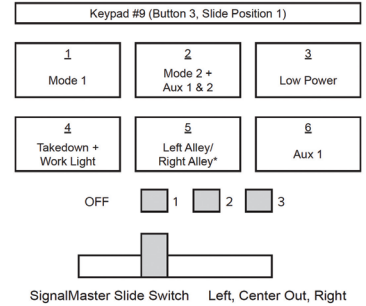 Keypad #9 (Button 3, Slide Position 1)
1
Mode 1
2
Mode 2 +
Aux 1 & 2
3
Low Power
4
Takedown +
Work Light
5
Left Alley/
Right Alley*
6
Aux 1
OFF 1 2 3
SignalMaster Slide Switch Left, Center Out, Right